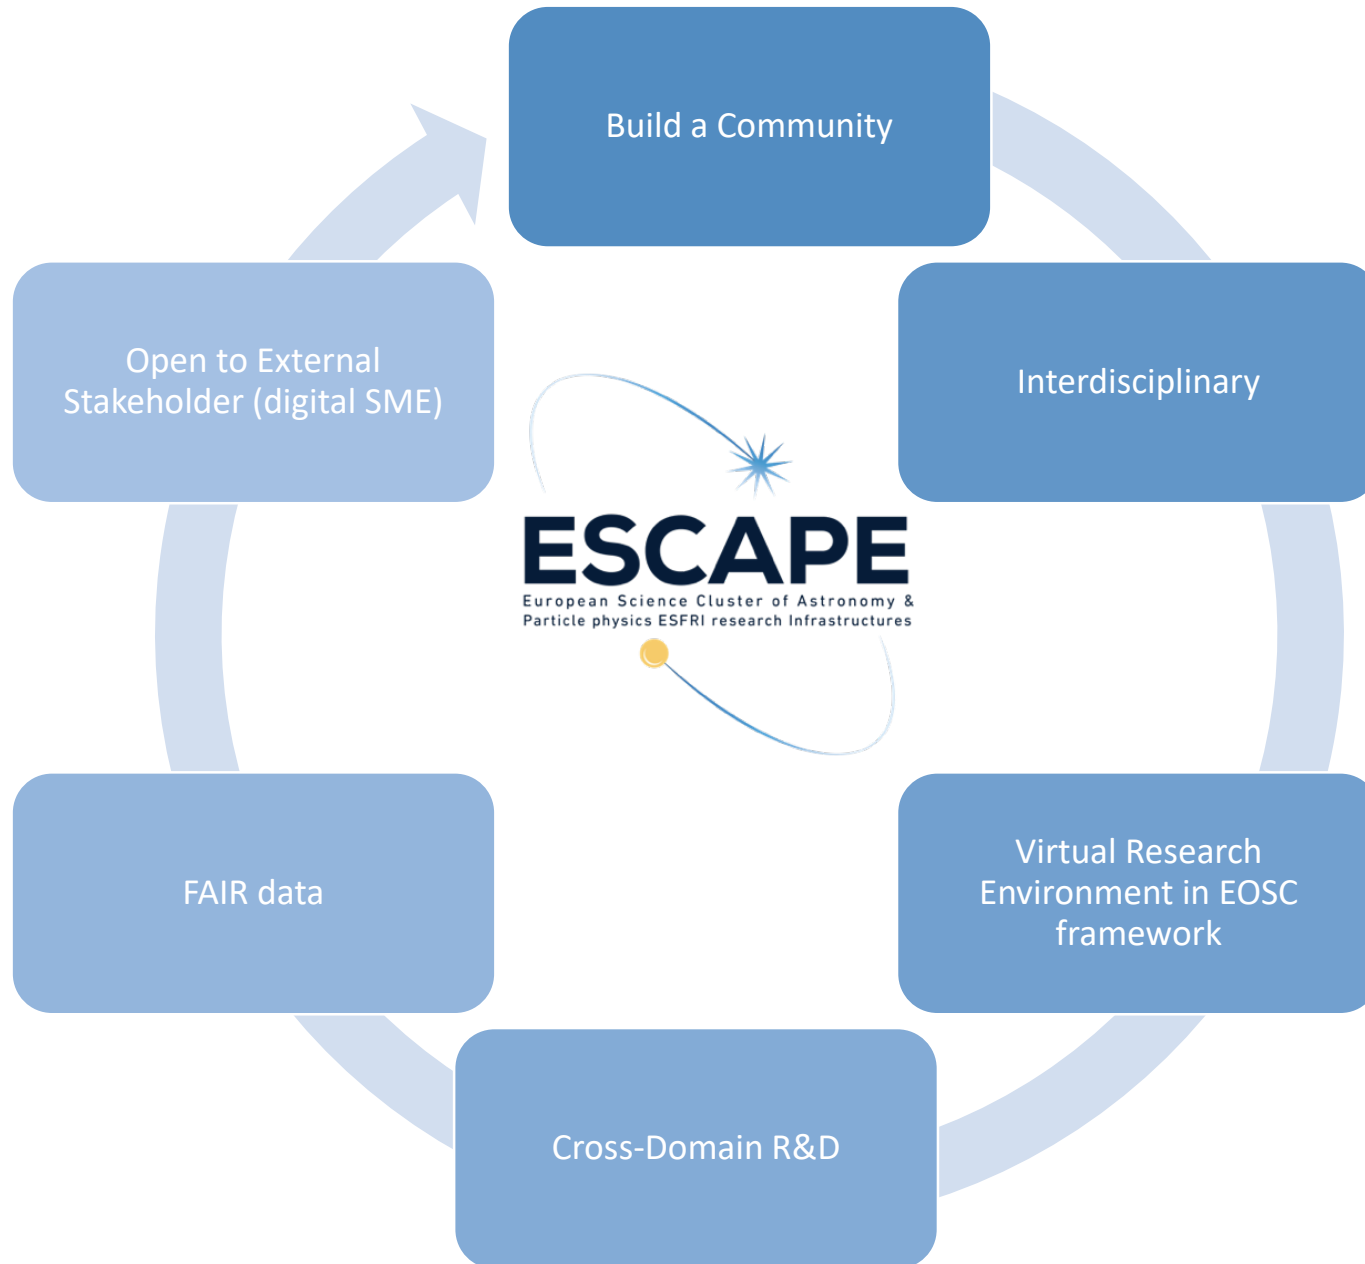 Build a Community
Interdisciplinary
Virtual Research
Environment in EOSC
framework
Cross-Domain R&D
FAIR data
Open to External
Stakeholder (digital SME)
ESCAPE
European Science Cluster of Astronomy &
Particle physics ESFRI research Infrastructures